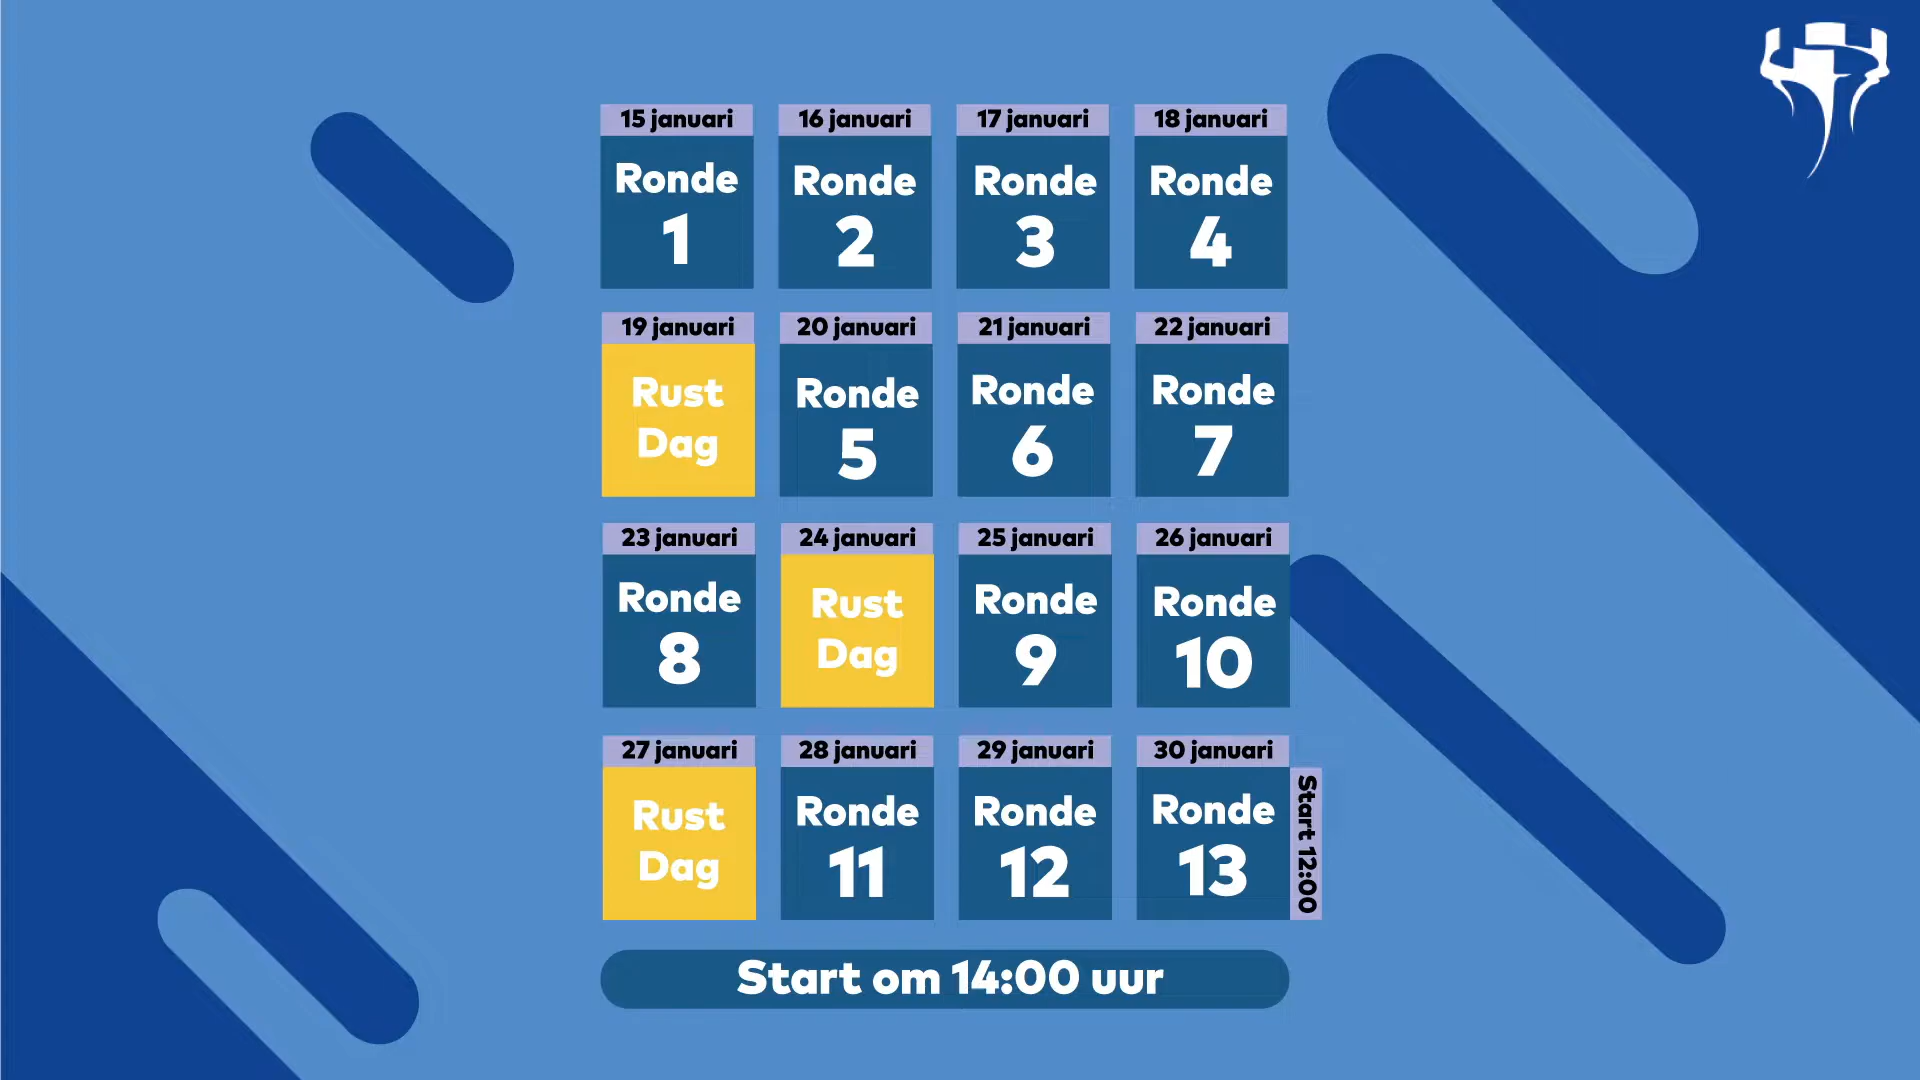 15 januari
Ronde
1
16 januari
Ronde
2
17 januari
Ronde
3
18 januari
Ronde
4
19 januari
Rust
Dag
20 januari
Ronde
5
21 januari
Ronde
6
22 januari
Ronde
7
23 januari
Ronde
8
24 januari
Rust
Dag
25 januari
Ronde
9
26 januari
Ronde
10
27 januari
Rust
Dag
28 januari
Ronde
11
29 januari
Ronde
12
30 januari
Ronde
13
Start 12:00
Start om 14:00 uur